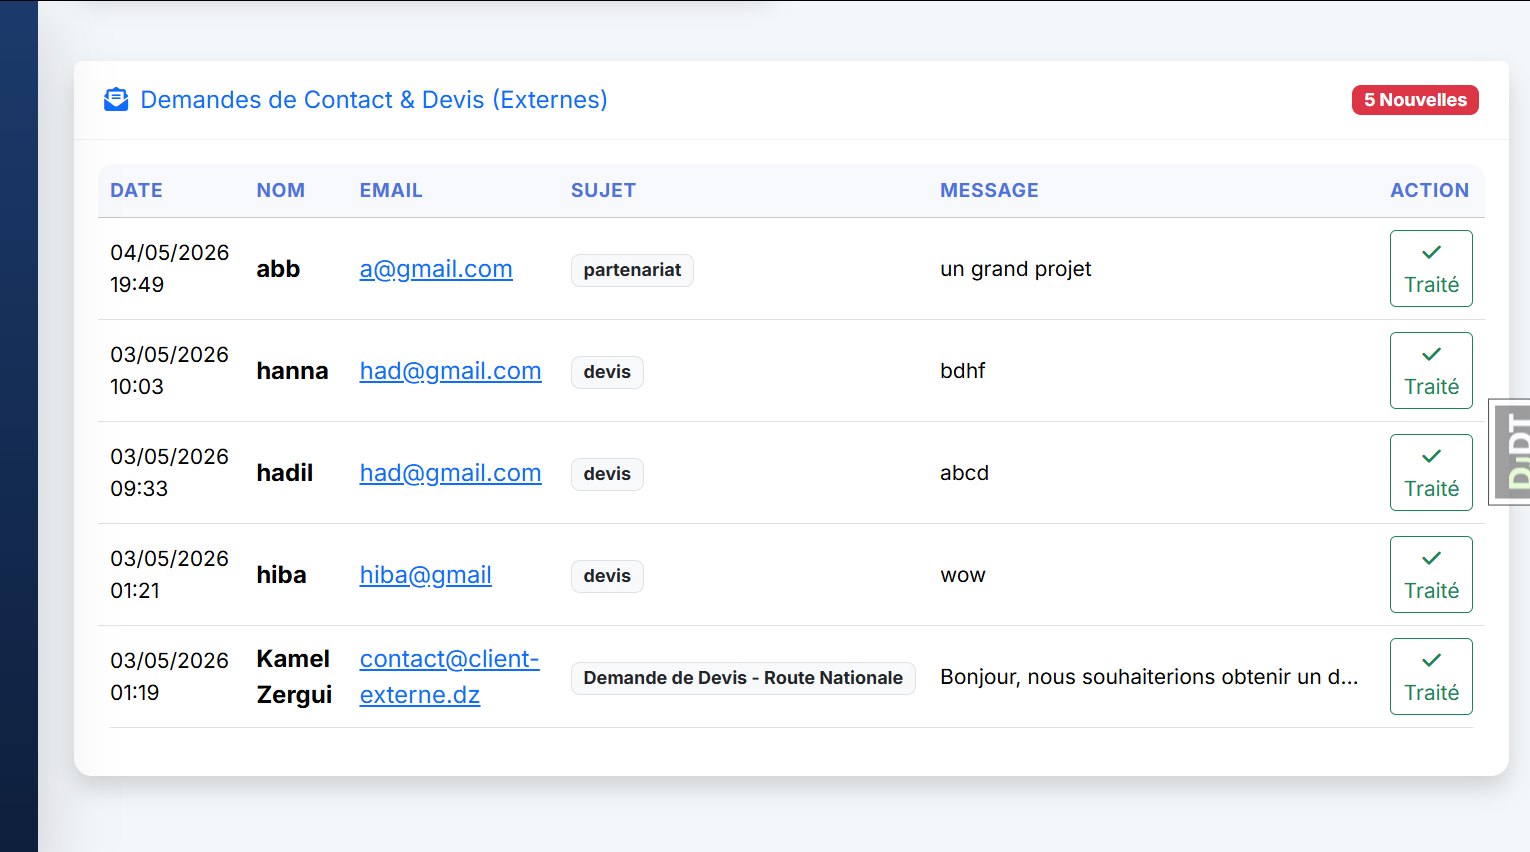 Demandes de Contact & Devis (Externes)
5 Nouvelles
DATE NOM EMAIL SUJET MESSAGE ACTION
04/05/2026 19:49 abb a@gmail.com partenariat un grand projet Traité
03/05/2026 10:03 hanna had@gmail.com devis bdhf Traité
03/05/2026 09:33 hadil had@gmail.com devis abcd Traité
03/05/2026 01:21 hiba hiba@gmail devis wow Traité
03/05/2026 01:19 Kamel Zergui contact@client-externe.dz Demande de Devis - Route Nationale Bonjour, nous souhaiterions obtenir un d... Traité
DjDT